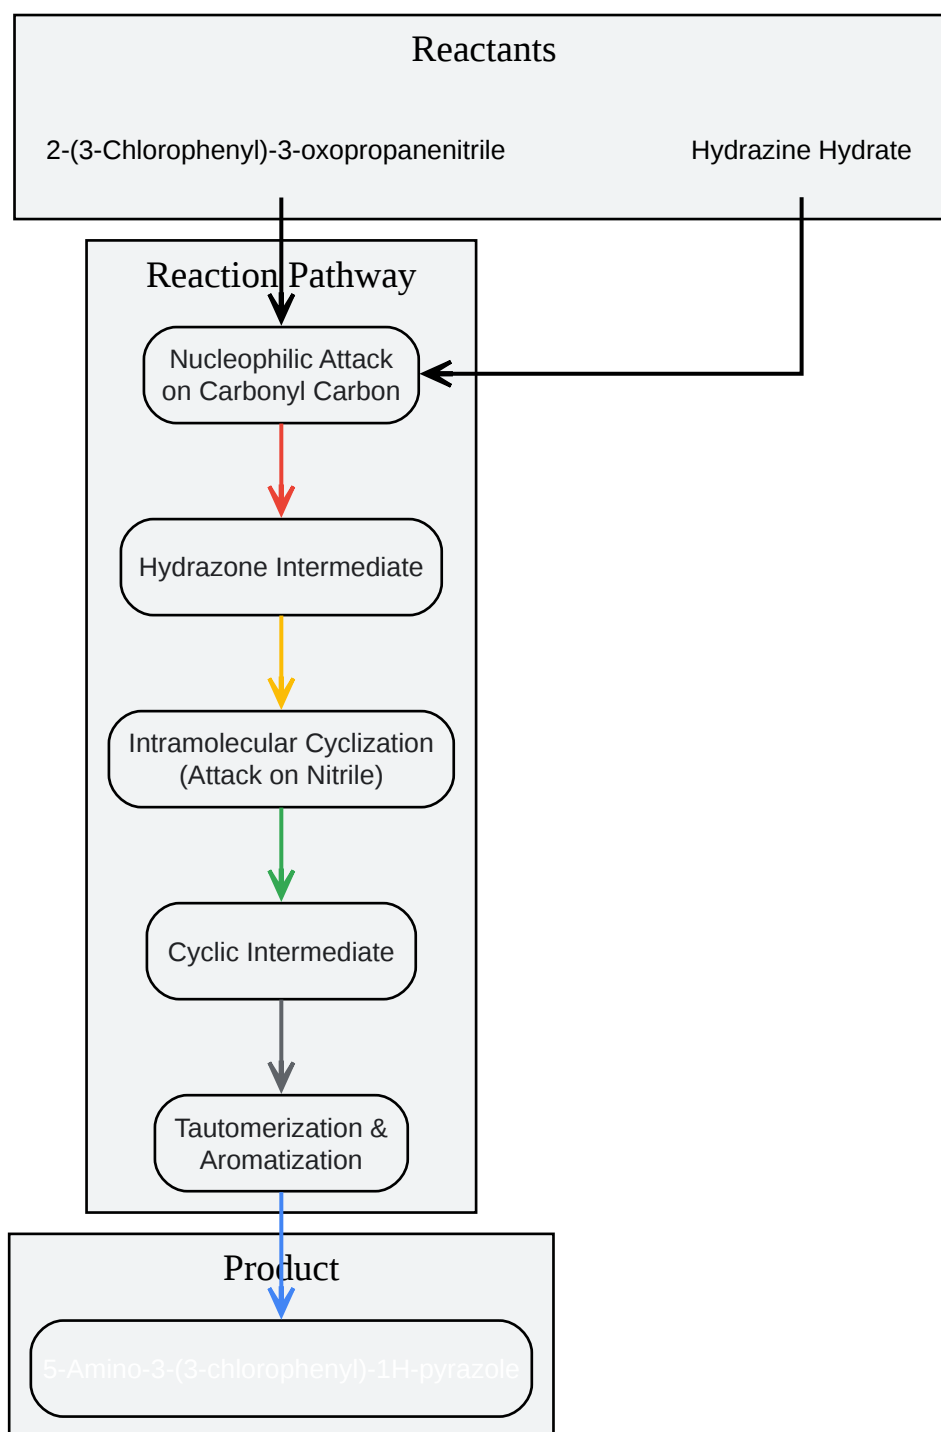 Reactants
2-(3-Chlorophenyl)-3-oxopropanenitrile
Hydrazine Hydrate
Reaction Pathway
Nucleophilic Attack
on Carbonyl Carbon
Hydrazone Intermediate
Intramolecular Cyclization
(Attack on Nitrile)
Cyclic Intermediate
Tautomerization &
Aromatization
Product
5-Amino-3-(3-chlorophenyl)-1H-pyrazole